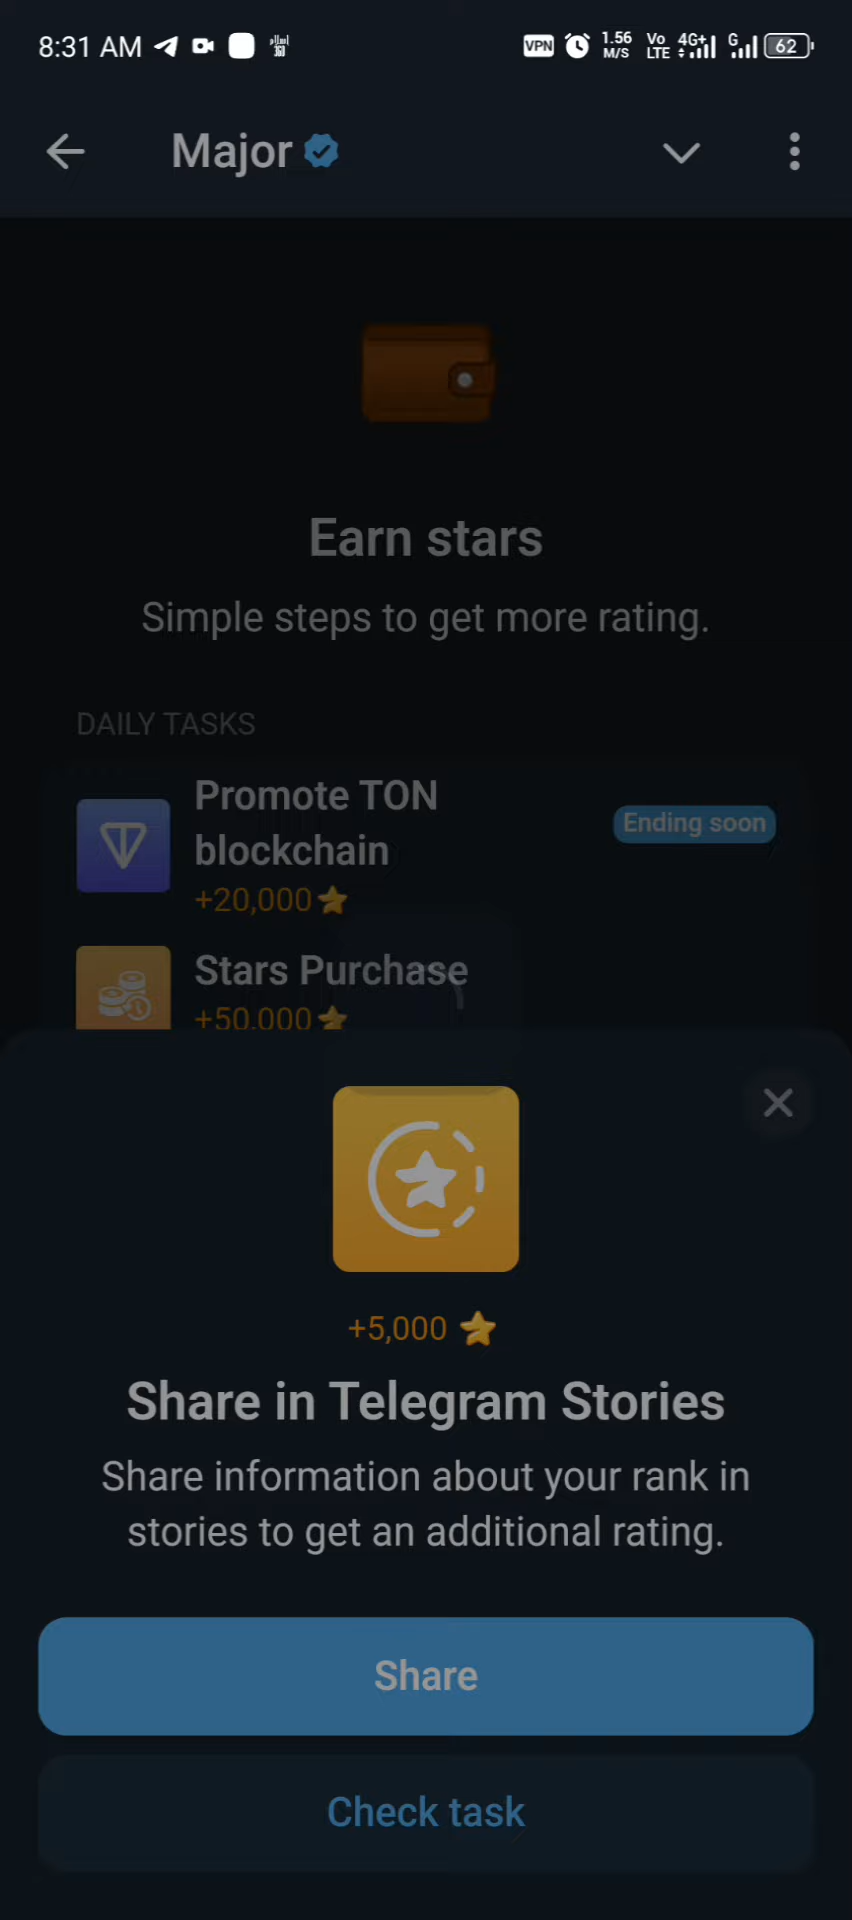 8:31 AM
VPN
1.56
M/S
Vo
LTE
4G+
G
62
Major
Earn stars
Simple steps to get more rating.
DAILY TASKS
Promote TON
blockchain
Ending soon
+20,000
Stars Purchase
+50,000
+5,000
Share in Telegram Stories
Share information about your rank in
stories to get an additional rating.
Share
Check task